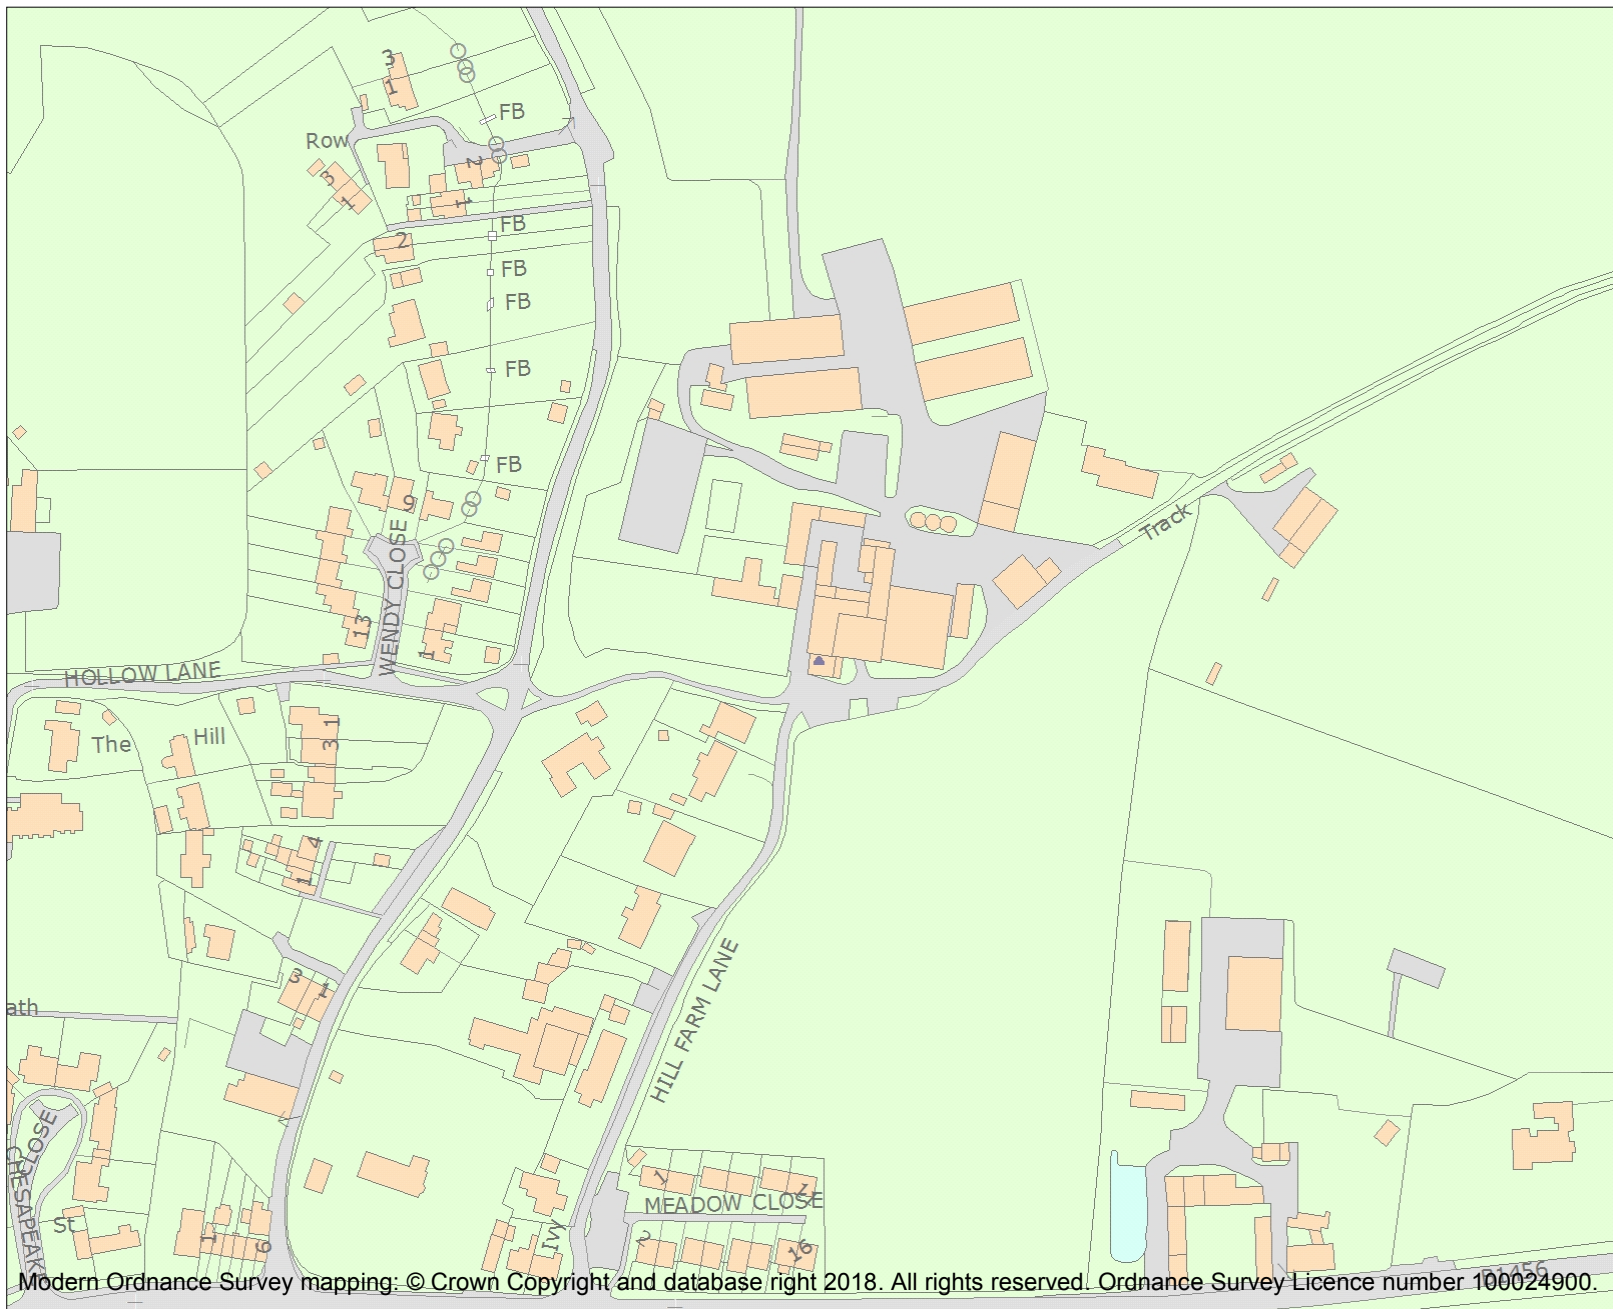 3
1
FB
Row
2
3
1
1
FB
2
FB
FB
FB
FB
9
WENDY CLOSE
Track
13
1
HOLLOW LANE
The
Hill
1
3
4
1
3
1
HILL FARM LANE
ath
CLOSE
CHESAPEAKE
St
1
6
Ivy
1
MEADOW CLOSE
2
16
B1456
Modern Ordnance Survey mapping: © Crown Copyright and database right 2018. All rights reserved. Ordnance Survey Licence number 100024900.